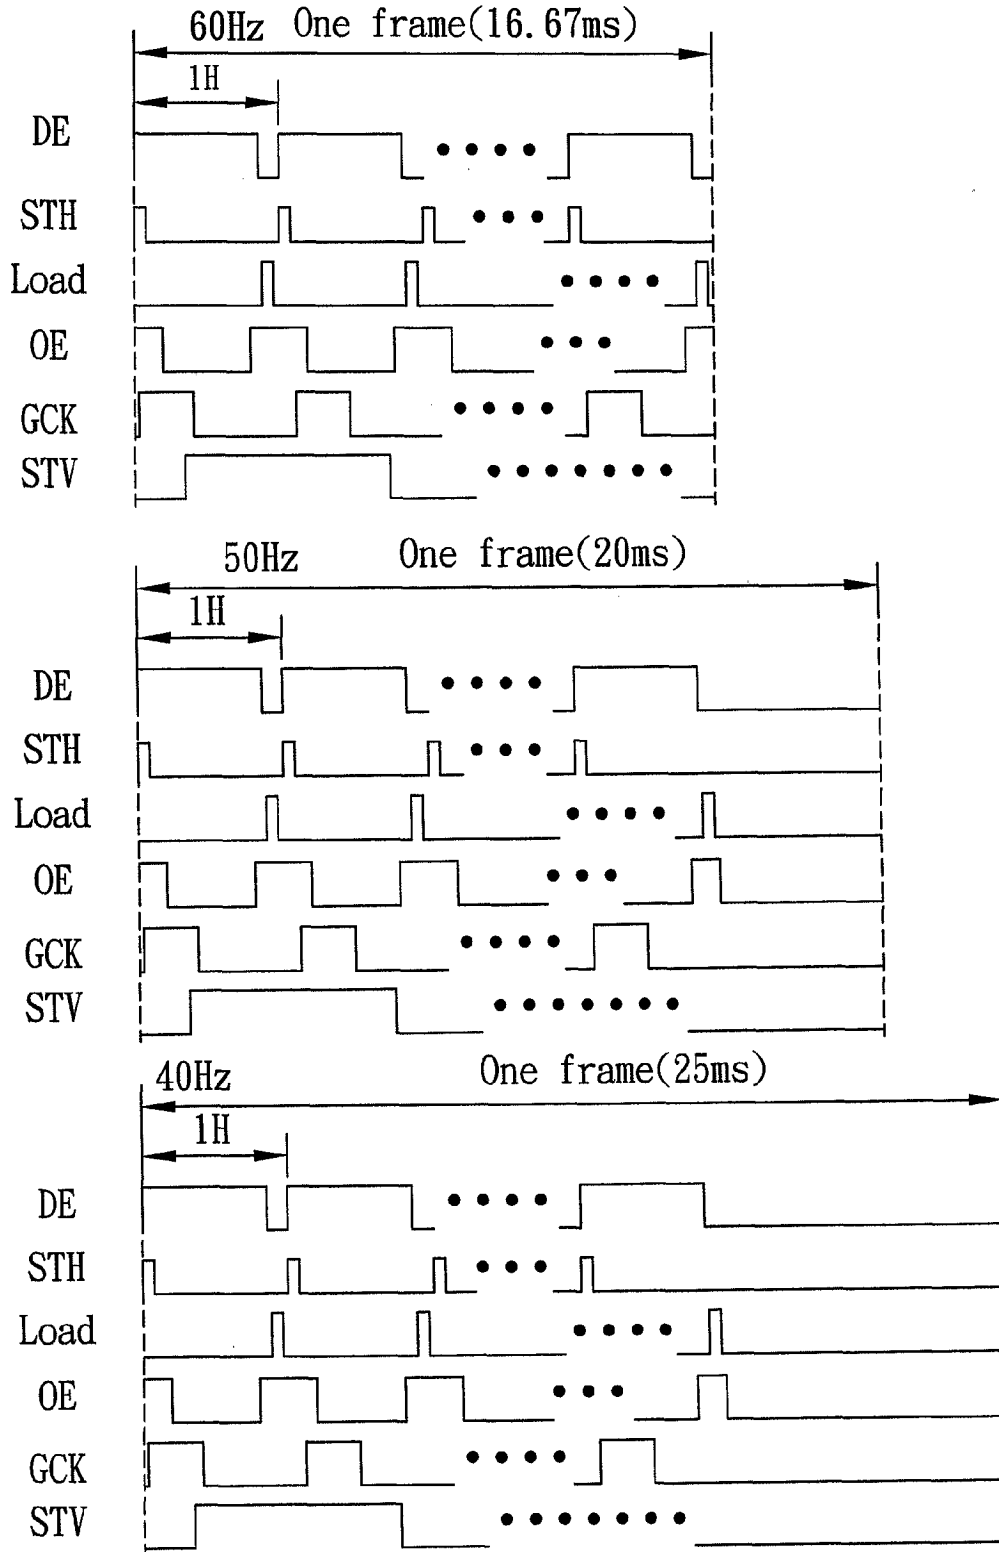 60Hz One frame(16.67ms)
1H
DE
STH
Load
OE
GCK
STV
50Hz One frame(20ms)
1H
DE
STH
Load
OE
GCK
STV
40Hz One frame(25ms)
1H
DE
STH
Load
OE
GCK
STV